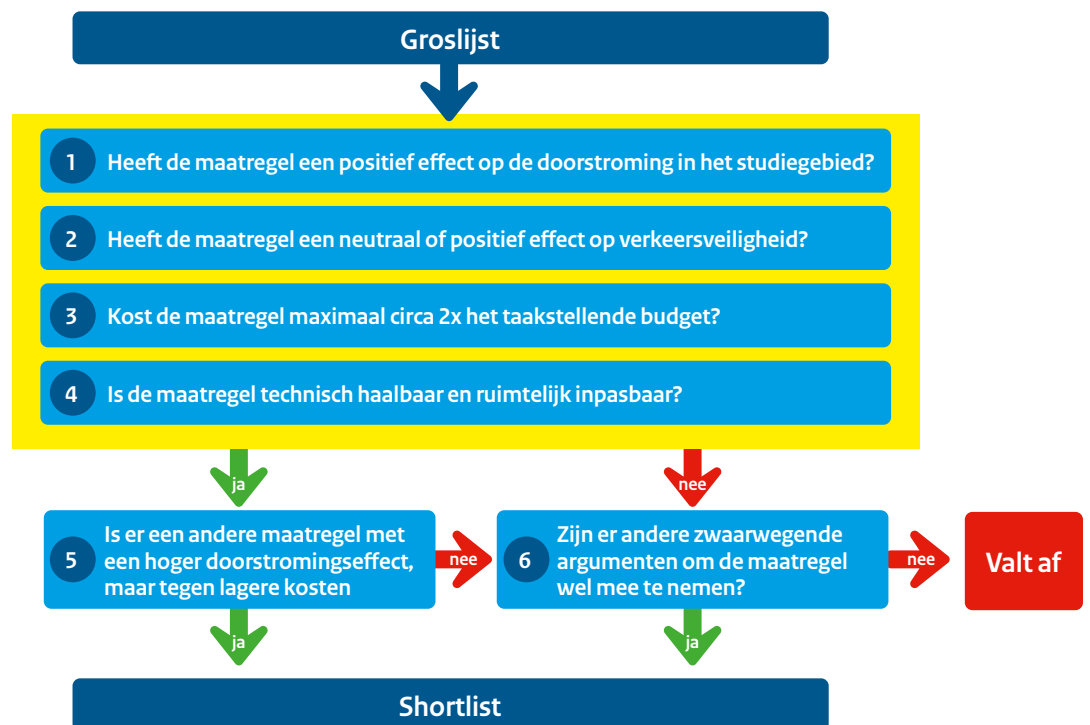 Groslijst
1 Heeft de maatregel een positief effect op de doorstroming in het studiegebied?
2 Heeft de maatregel een neutraal of positief effect op verkeersveiligheid?
3 Kost de maatregel maximaal circa 2x het taakstellende budget?
4 Is de maatregel technisch haalbaar en ruimtelijk inpasbaar?
ja
nee
5
Is er een andere maatregel met
een hoger doorstromingseffect,
maar tegen lagere kosten
nee
6
Zijn er andere zwaarwegende
argumenten om de maatregel
wel mee te nemen?
nee
Valt af
ja
ja
Shortlist